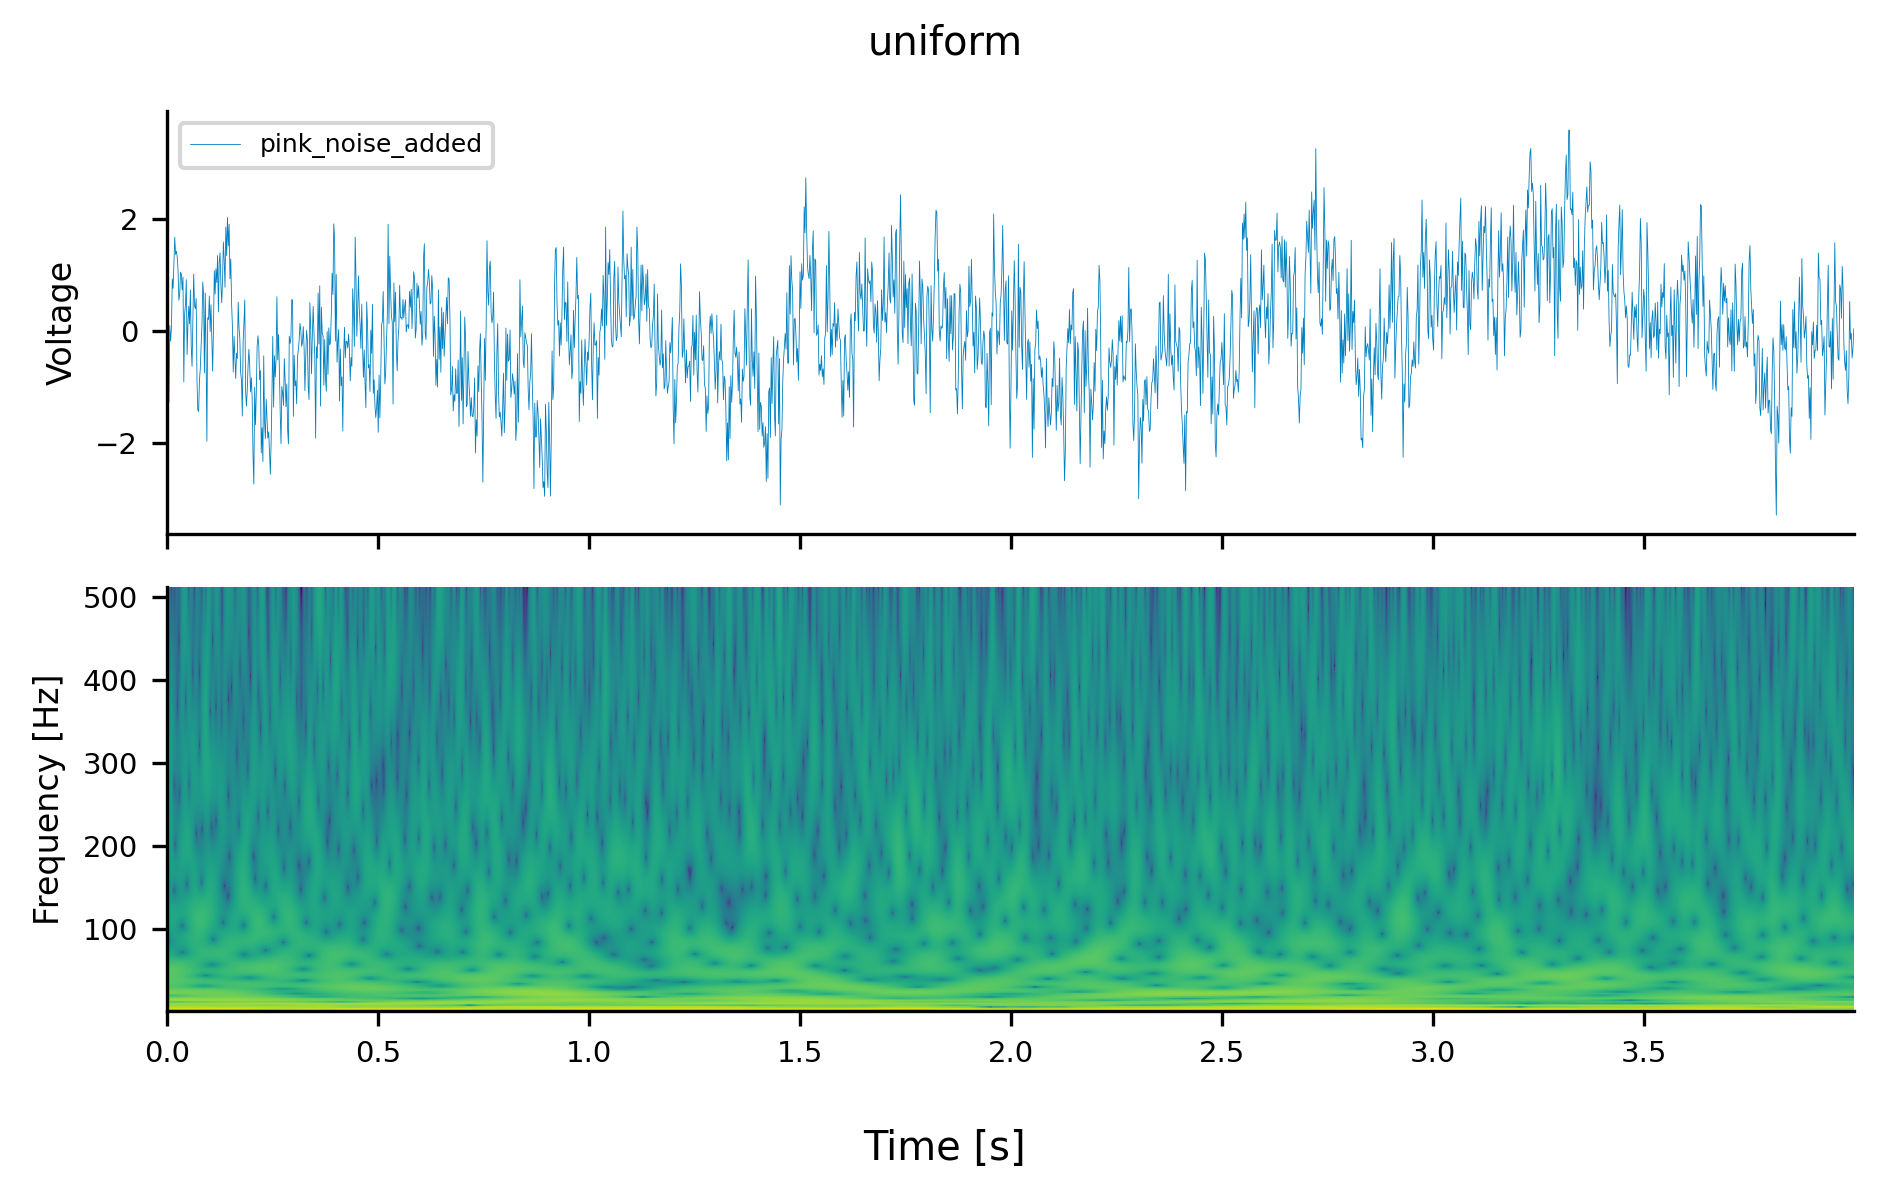 uniform
pink_noise_added
Voltage
2
0
−2
Frequency [Hz]
500
400
300
200
100
0.0 0.5 1.0 1.5 2.0 2.5 3.0 3.5
Time [s]